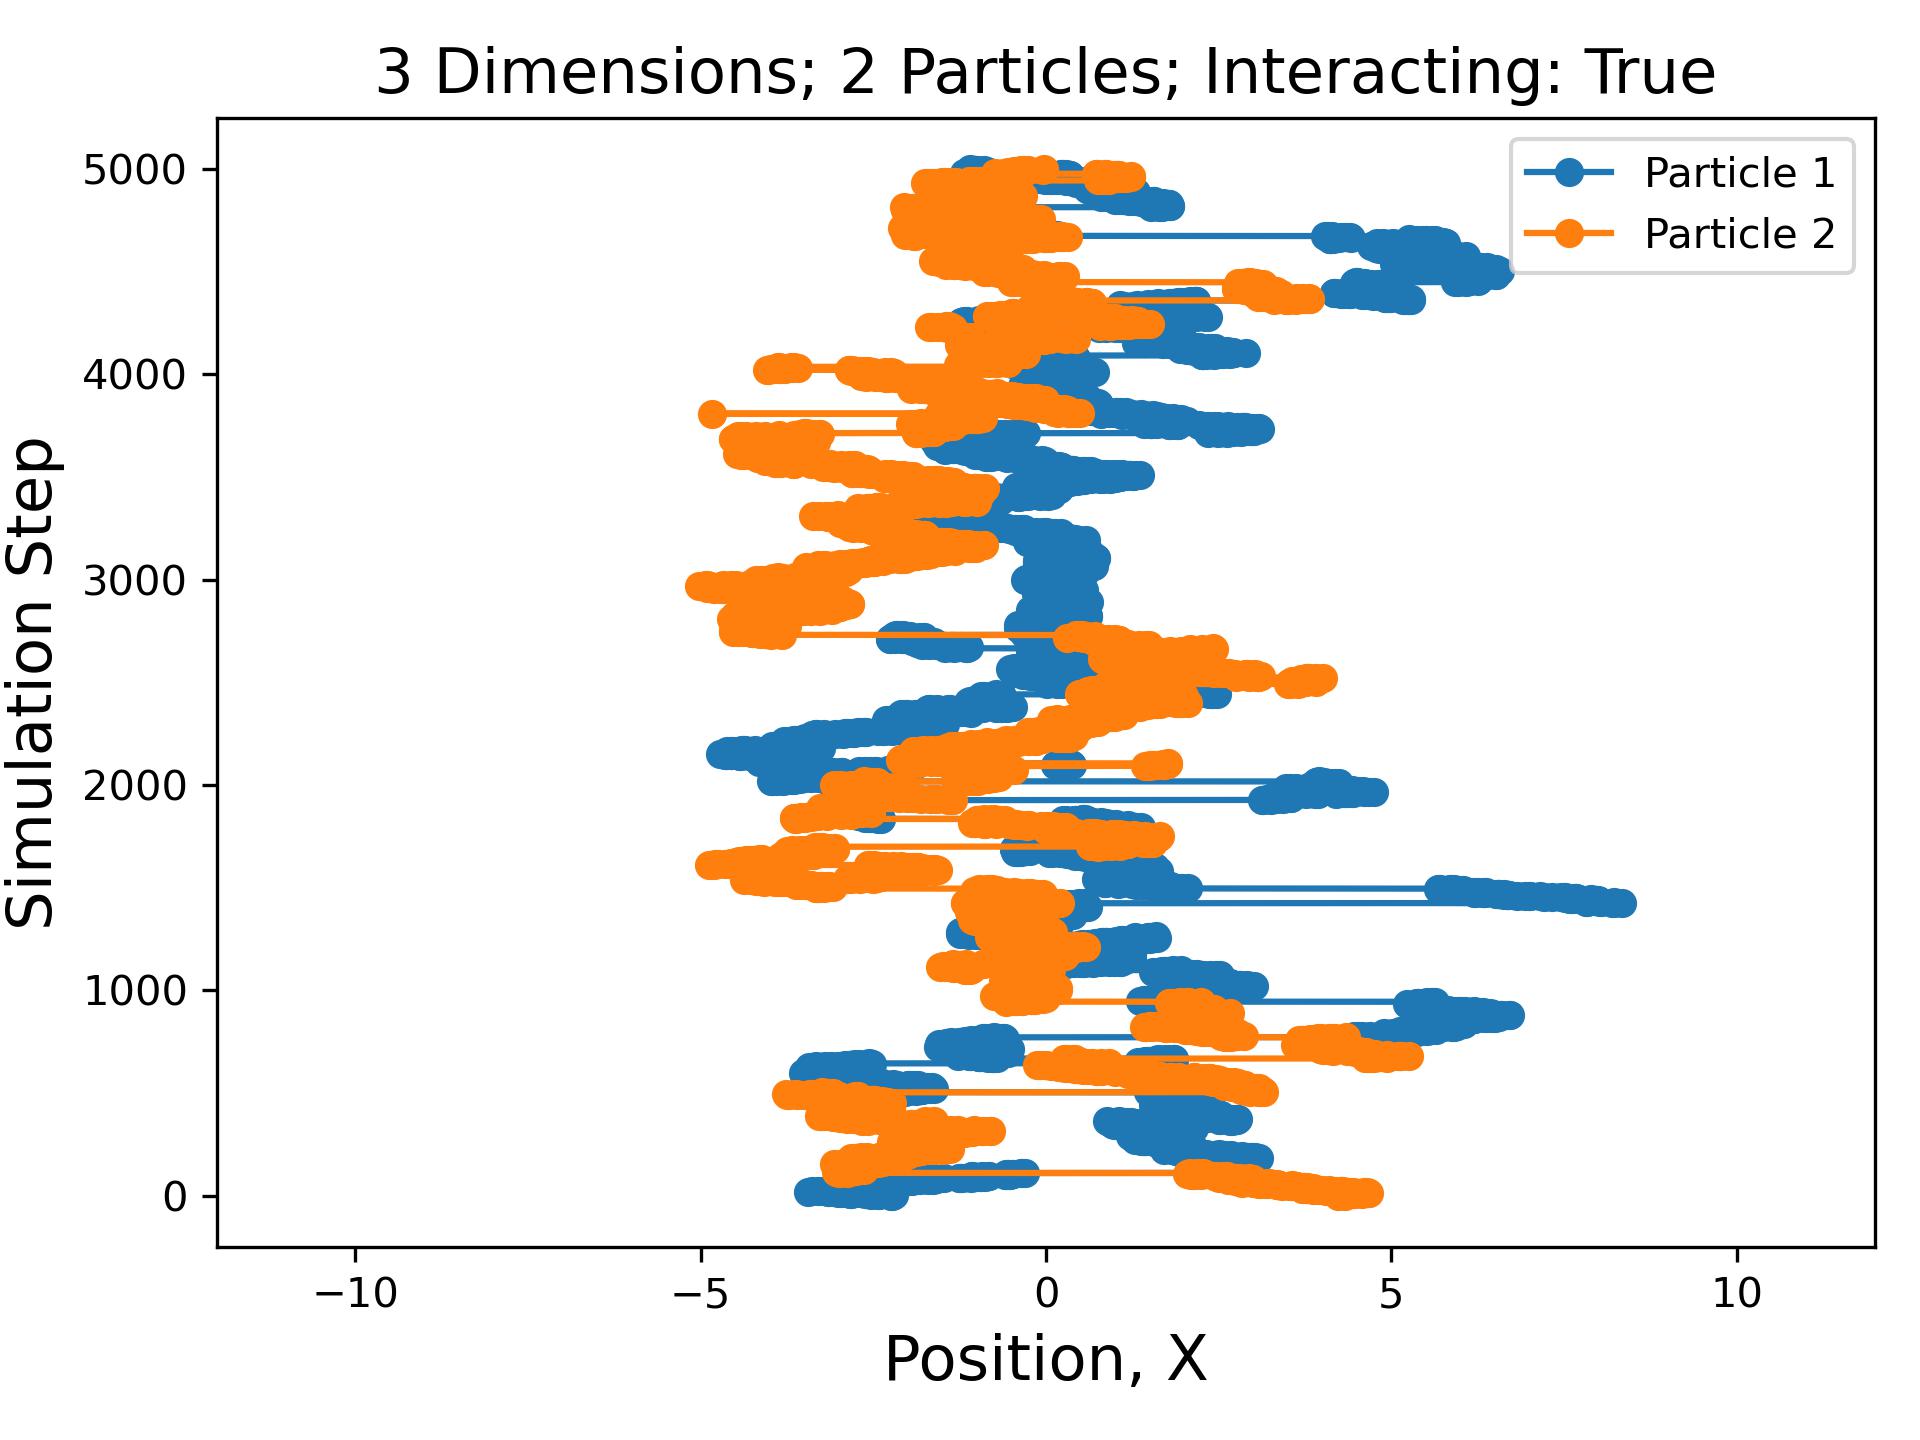 3 Dimensions; 2 Particles; Interacting: True
Particle 1
Particle 2
5000
4000
3000
2000
1000
0
Simulation Step
−10
−5
0
5
10
Position, X